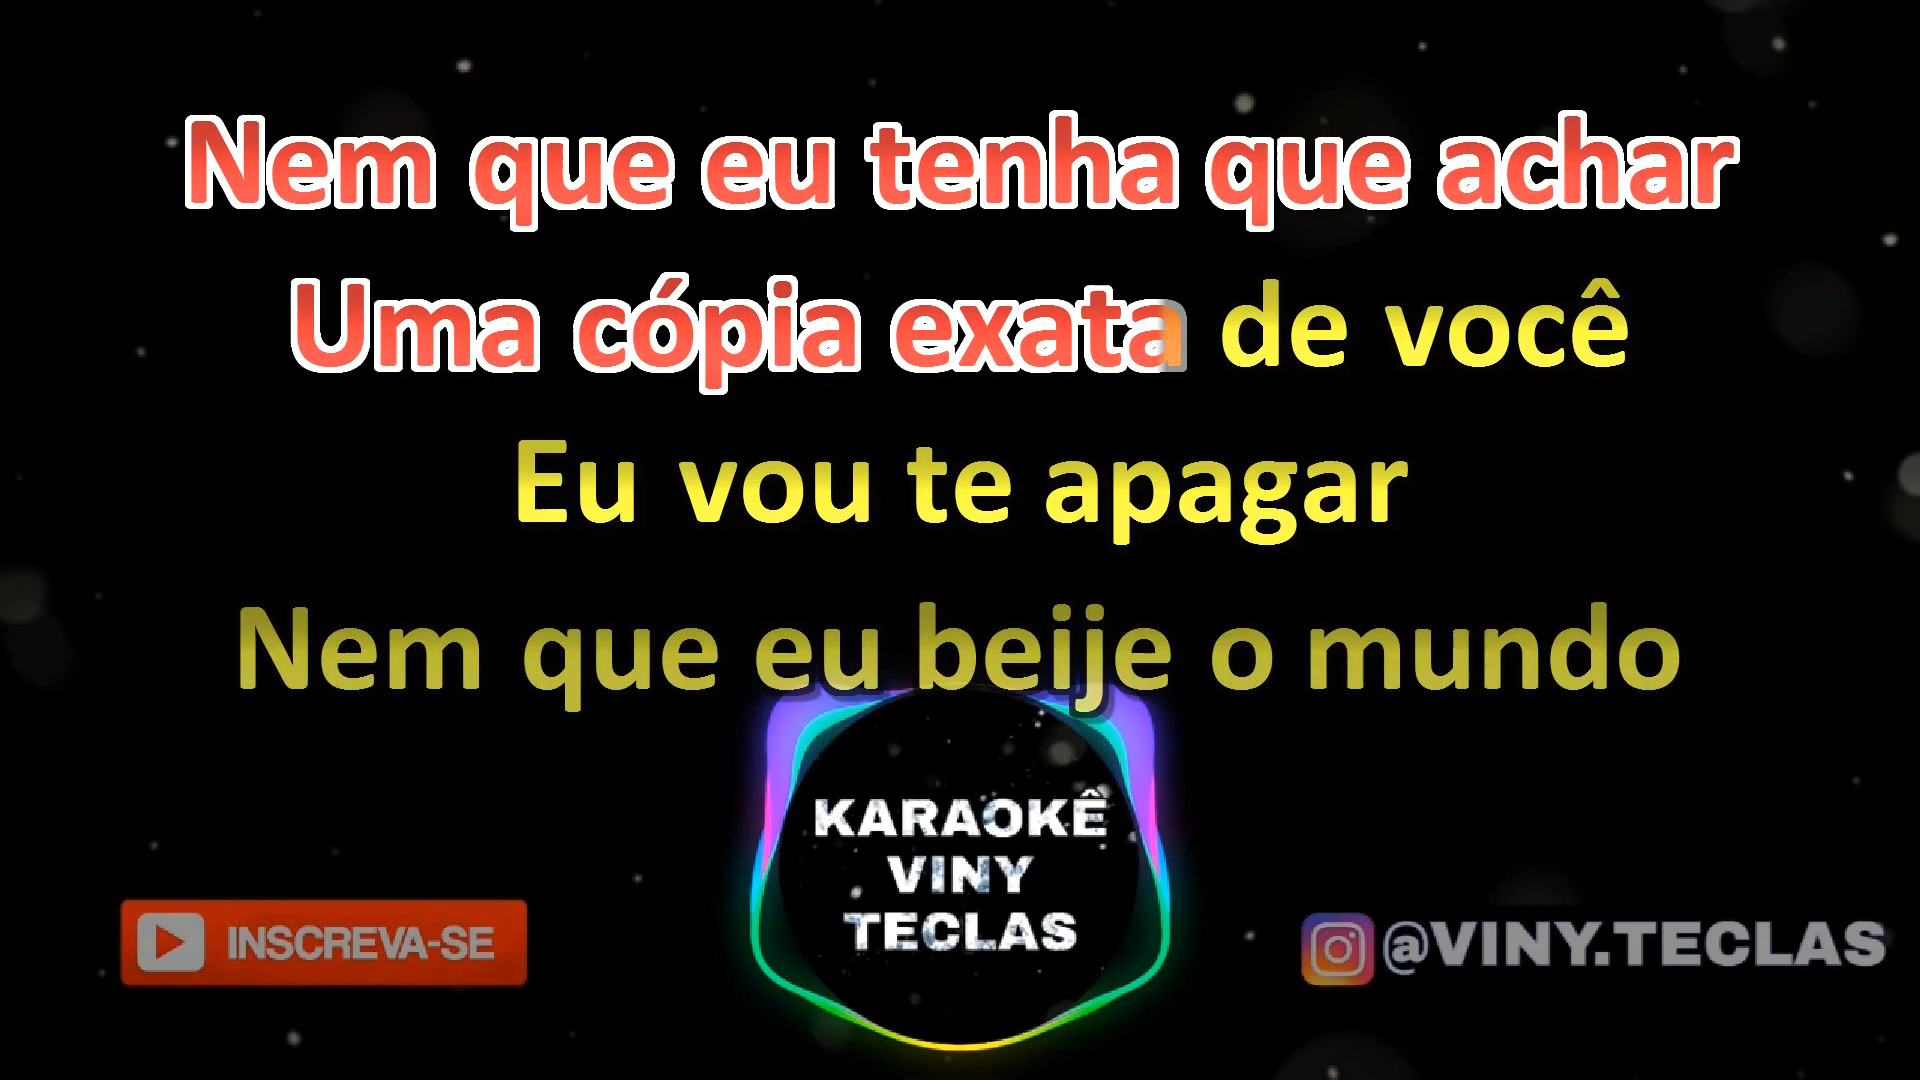 Nem que eu tenha que achar
Uma cópia exata de você
Eu vou te apagar
Nem que eu beije o mundo
KARAOKÊ
VINY
TECLAS
INSCREVA-SE
@VINY.TECLAS